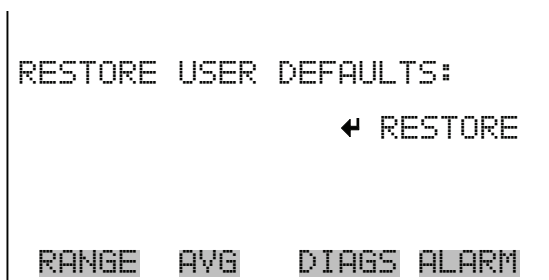 RESTORE USER DEFAULTS:
↵ RESTORE
RANGE AVG DIAGS ALARM